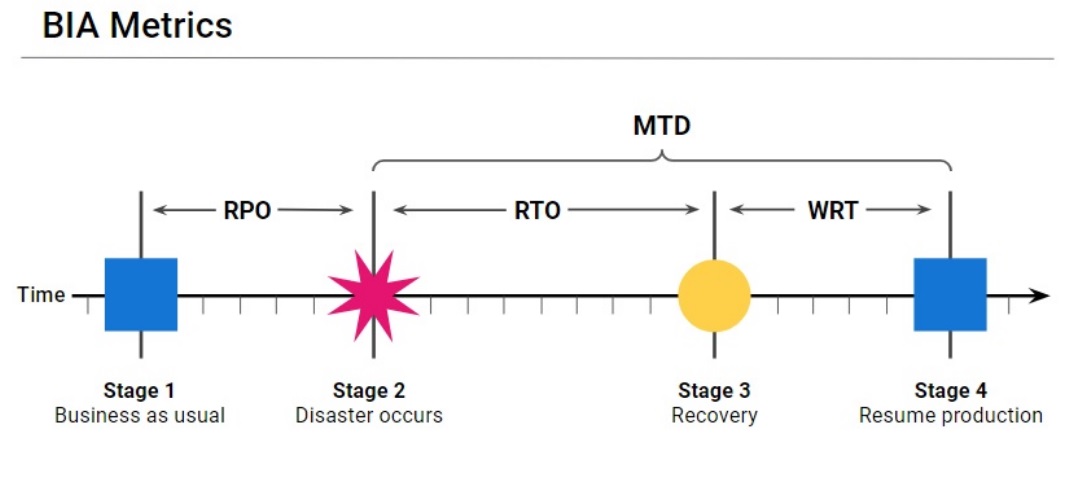 BIA Metrics
MTD
RPO
RTO
WRT
Time
Stage 1
Business as usual
Stage 2
Disaster occurs
Stage 3
Recovery
Stage 4
Resume production